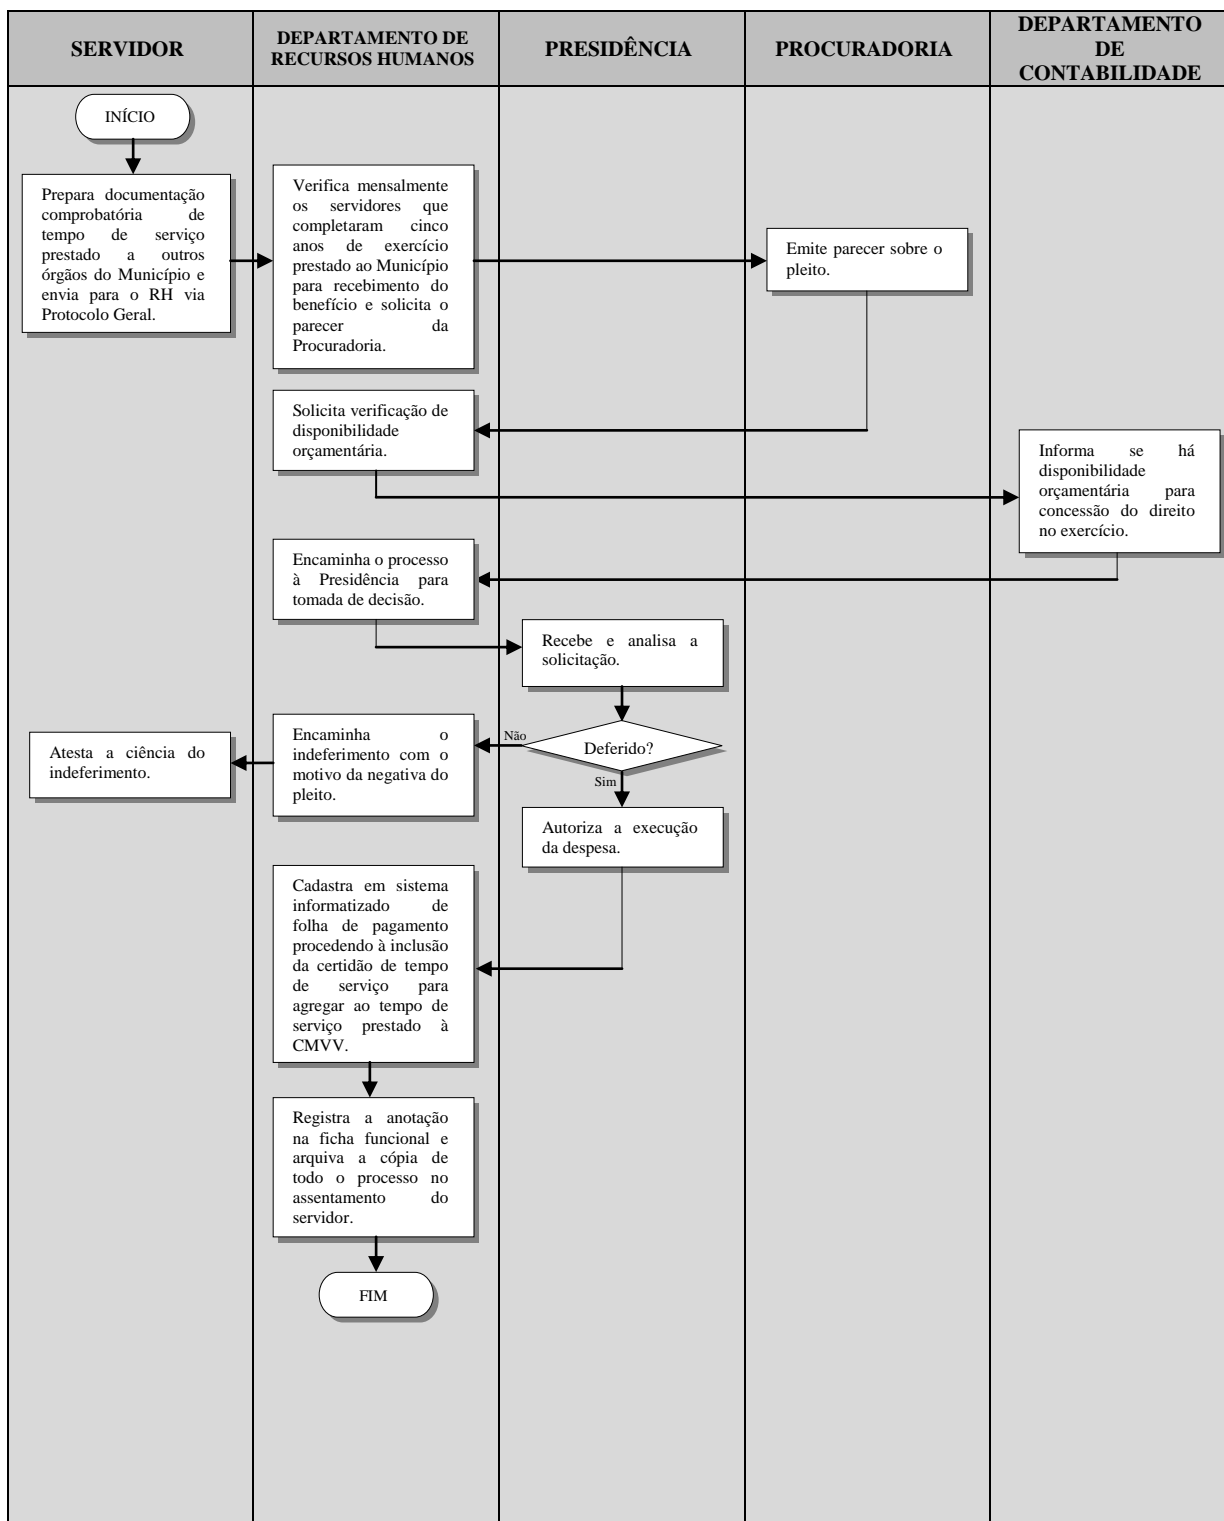 SERVIDOR
DEPARTAMENTO DE
RECURSOS HUMANOS
PRESIDÊNCIA
PROCURADORIA
DEPARTAMENTO
DE
CONTABILIDADE
INÍCIO
Prepara documentação
comprobatória de
tempo de serviço
prestado a outros
órgãos do Município e
envia para o RH via
Protocolo Geral.
Verifica mensalmente
os servidores que
completaram cinco
anos de exercício
prestado ao Município
para recebimento do
benefício e solicita o
parecer da
Procuradoria.
Emite parecer sobre o
pleito.
Solicita verificação de
disponibilidade
orçamentária.
Informa se há
disponibilidade
orçamentária para
concessão do direito
no exercício.
Encaminha o processo
à Presidência para
tomada de decisão.
Recebe e analisa a
solicitação.
Deferido?
Não
Encaminha o
indeferimento com o
motivo da negativa do
pleito.
Atesta a ciência do
indeferimento.
Sim
Autoriza a execução
da despesa.
Cadastra em sistema
informatizado de
folha de pagamento
procedendo à inclusão
da certidão de tempo
de serviço para
agregar ao tempo de
serviço prestado à
CMVV.
Registra a anotação
na ficha funcional e
arquiva a cópia de
todo o processo no
assentamento do
servidor.
FIM